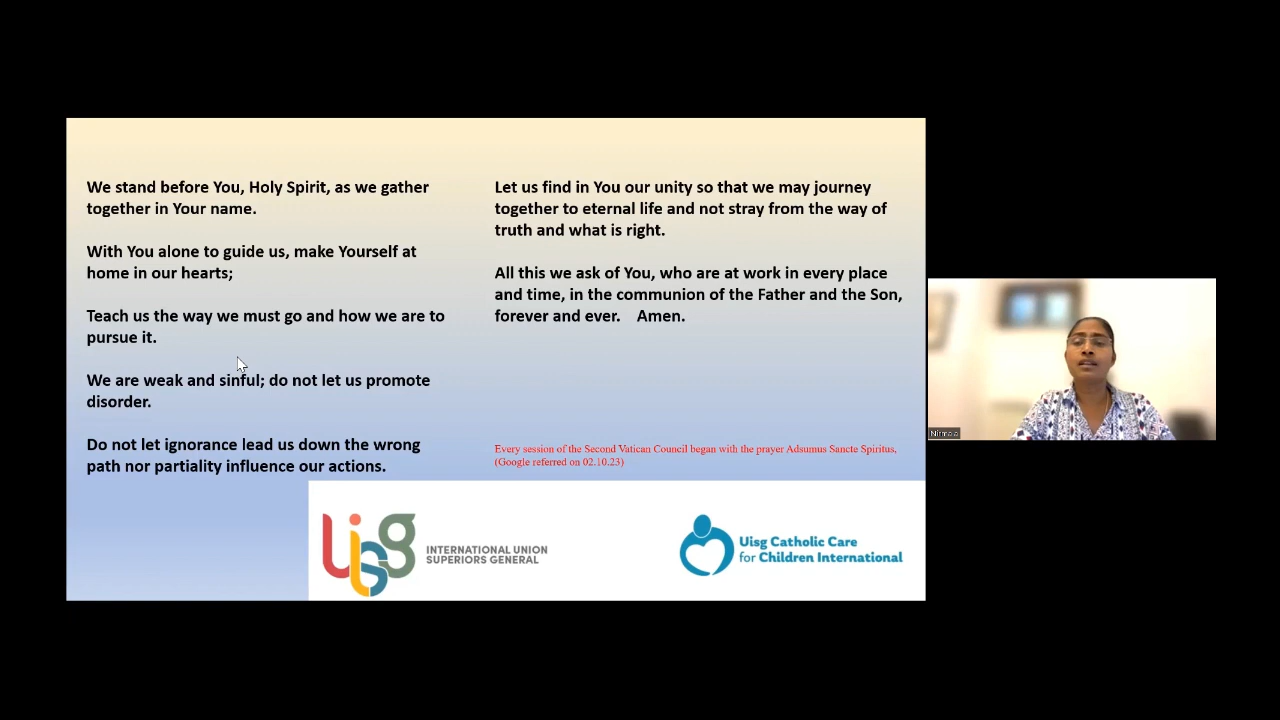 We stand before You, Holy Spirit, as we gather
together in Your name.
With You alone to guide us, make Yourself at
home in our hearts;
Teach us the way we must go and how we are to
pursue it.
We are weak and sinful; do not let us promote
disorder.
Do not let ignorance lead us down the wrong
path nor partiality influence our actions.
Let us find in You our unity so that we may journey
together to eternal life and not stray from the way of
truth and what is right.
All this we ask of You, who are at work in every place
and time, in the communion of the Father and the Son,
forever and ever. Amen.
Every session of the Second Vatican Council began with the prayer Adsumus Sancte Spiritus,
(Google referred on 02.10.23)
uisg
INTERNATIONAL UNION
SUPERIORS GENERAL
Uisg Catholic Care
for Children International
Nirmala